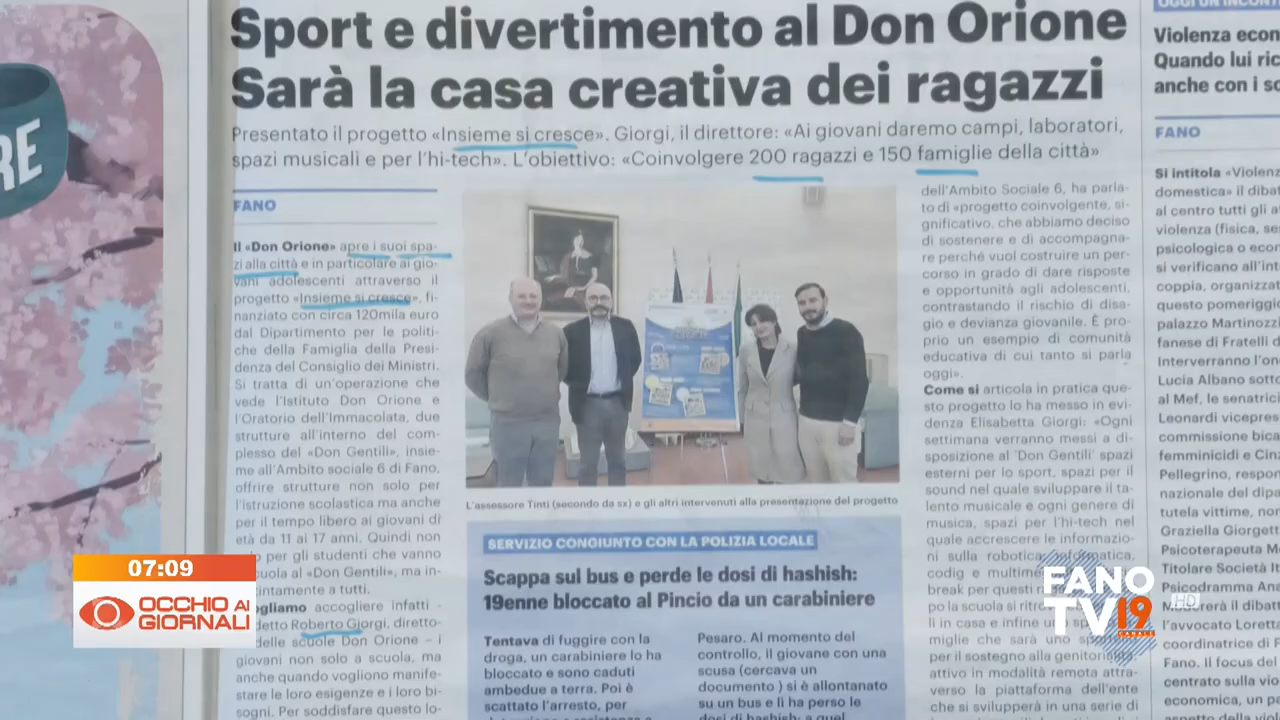 Sport e divertimento al Don Orione
Sarà la casa creativa dei ragazzi
Presentato il progetto «Insieme si cresce». Giorgi, il direttore: «Ai giovani daremo campi, laboratori,
spazi musicali e per l'hi-tech». L'obiettivo: «Coinvolgere 200 ragazzi e 150 famiglie della città»
FANO
Il «Don Orione» apre i suoi spa-
zi alla città e in particolare ai gio-
vani adolescenti attraverso il
progetto «Insieme si cresce», fi-
nanziato con circa 120mila euro
dal Dipartimento per le politi-
che della Famiglia della Presi-
denza del Consiglio dei Ministri.
Si tratta di un'operazione che
vede l'Istituto Don Orione e
l'Oratorio dell'Immacolata, due
strutture all'interno del com-
plesso del «Don Gentili», insie-
me all'Ambito sociale 6 di Fano,
offrire strutture non solo per
l'istruzione scolastica ma anche
per il tempo libero ai giovani di
età da 11 ai 17 anni. Quindi non
per gli studenti che vanno
scuola al «Don Gentili», ma in-
ntamente a tutti.
ogliamo accogliere infatti -
detto Roberto Giorgi, diretto-
delle scuole Don Orione – i
giovani non solo a scuola, ma
anche quando vogliono manife-
stare le loro esigenze e i loro bi-
sogni. Per soddisfare questo lo-
L'assessore Tinti (secondo da sx) e gli altri intervenuti alla presentazione del progetto
SERVIZIO CONGIUNTO CON LA POLIZIA LOCALE
Scappa sul bus e perde le dosi di hashish:
19enne bloccato al Pincio da un carabiniere
Tentava di fuggire con la
droga, un carabiniere lo ha
bloccato e sono caduti
ambedue a terra. Poi è
scattato l'arresto, per
Pesaro. Al momento del
controllo, il giovane con una
scusa (cercava un
documento ) si è allontanato
su un bus e lì ha perso le
dosi di hashish: a quel
dell'Ambito Sociale 6, ha parla-
to di «progetto coinvolgente, si-
gnificativo, che abbiamo deciso
di sostenere e di accompagna-
re perché vuol costruire un per-
corso in grado di dare risposte
e opportunità agli adolescenti,
contrastando il rischio di disa-
gio e devianza giovanile. È pro-
prio un esempio di comunità
educativa di cui tanto si parla
oggi».
Come si articola in pratica que-
sto progetto lo ha messo in evi-
denza Elisabetta Giorgi: «Ogni
settimana verranno messi a di-
sposizione al 'Don Gentili' spazi
esterni per lo sport, spazi per il
sound nel quale sviluppare il ta-
lento musicale e ogni genere di
musica, spazi per l'hi-tech nel
quale accrescere le informazio-
ni sulla robotica, informatica,
codig e multime
break per questi
po la scuola si ritro
li in casa e infine uno
miglie che sarà uno
per il sostegno alla genitorialità
attivo in modalità remota attra-
verso la piattaforma dell'ente
che si svilupperà in una serie di
Violenza econ
Quando lui ric
anche con i so
FANO
Si intitola «Violenz
domestica» il diba
al centro tutti gli a
violenza (fisica, se
psicologica o econ
si verificano all'int
coppia, organizzat
questo pomeriggi
palazzo Martinozz
fanese di Fratelli d
Interverranno l'on
Lucia Albano sotto
al Mef, le senatrici
Leonardi vicepres
commissione bica
femminicidi e Cinz
Pellegrino, respon
nazionale del dipa
tutela vittime, non
Graziella Giorgett
Psicoterapeuta M
Titolare Società It
Psicodramma Ana
Modererà il dibatt
l'avvocato Loretta
coordinatrice di F
Fano. Il focus del
centrato sulla viol
economica, un p
RE
07:09
OCCHIO AI
GIORNALI
FANO
TV19
CANALE
HD